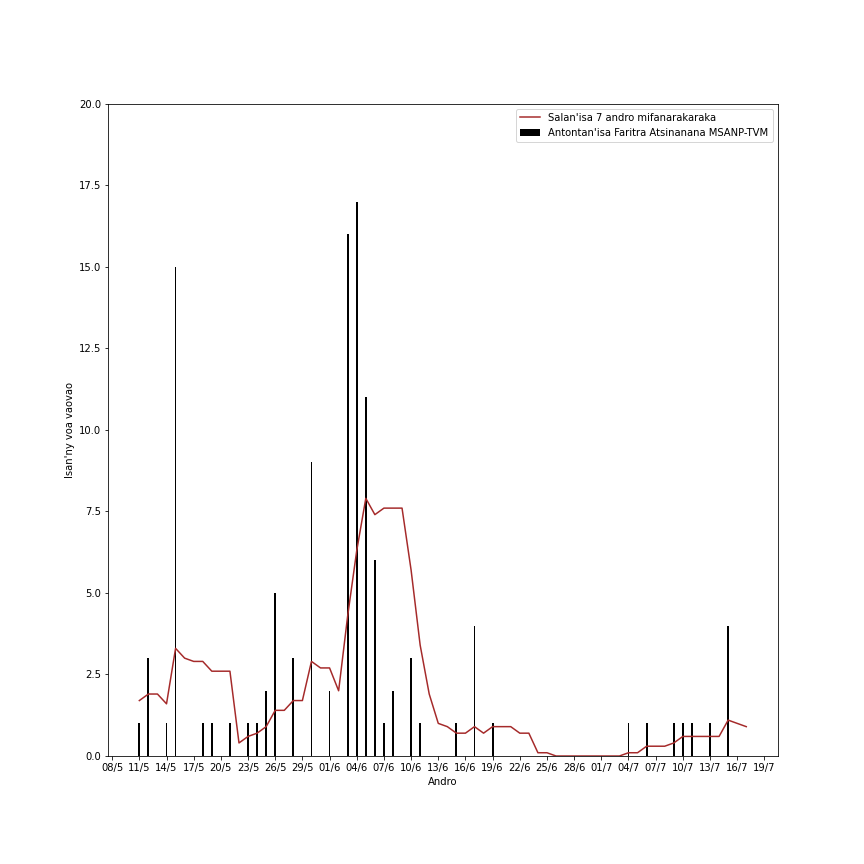 Salan'isa 7 andro mifanarakaraka
Antontan'isa Faritra Atsinanana MSANP-TVM
20.0
17.5
15.0
12.5
10.0
7.5
5.0
2.5
0.0
Isan'ny voa vaovao
08/5 11/5 14/5 17/5 20/5 23/5 26/5 29/5 01/6 04/6 07/6 10/6 13/6 16/6 19/6 22/6 25/6 28/6 01/7 04/7 07/7 10/7 13/7 16/7 19/7
Andro